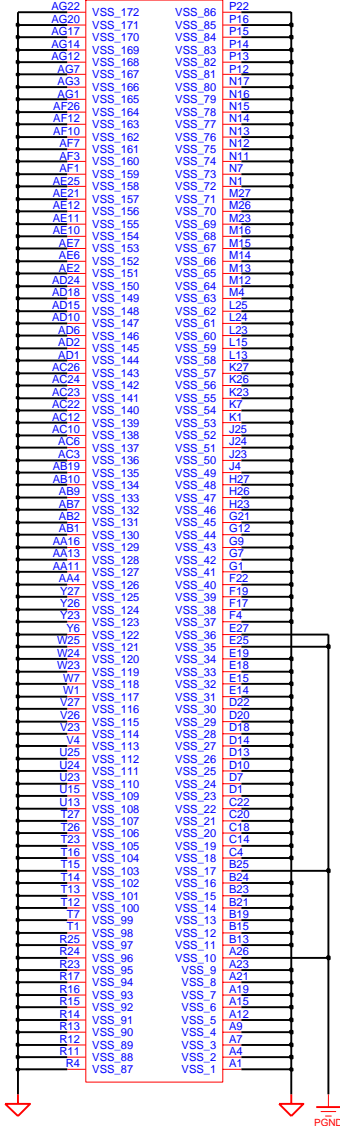 AG22 VSS_172 VSS_86 P22
AG20 VSS_171 VSS_85 P16
AG17 VSS_170 VSS_84 P15
AG14 VSS_169 VSS_83 P14
AG12 VSS_168 VSS_82 P13
AG7 VSS_167 VSS_81 P12
AG3 VSS_166 VSS_80 N17
AG1 VSS_165 VSS_79 N16
AF26 VSS_164 VSS_78 N15
AF12 VSS_163 VSS_77 N14
AF10 VSS_162 VSS_76 N13
AF7 VSS_161 VSS_75 N12
AF3 VSS_160 VSS_74 N11
AF1 VSS_159 VSS_73 N7
AE25 VSS_158 VSS_72 N1
AE21 VSS_157 VSS_71 M27
AE12 VSS_156 VSS_70 M26
AE11 VSS_155 VSS_69 M23
AE10 VSS_154 VSS_68 M16
AE7 VSS_153 VSS_67 M15
AE6 VSS_152 VSS_66 M14
AE2 VSS_151 VSS_65 M13
AD24 VSS_150 VSS_64 M12
AD18 VSS_149 VSS_63 M4
AD15 VSS_148 VSS_62 L25
AD10 VSS_147 VSS_61 L24
AD6 VSS_146 VSS_60 L23
AD2 VSS_145 VSS_59 L15
AD1 VSS_144 VSS_58 L13
AC26 VSS_143 VSS_57 K27
AC24 VSS_142 VSS_56 K26
AC23 VSS_141 VSS_55 K23
AC22 VSS_140 VSS_54 K7
AC12 VSS_139 VSS_53 K1
AC10 VSS_138 VSS_52 J25
AC6 VSS_137 VSS_51 J24
AC3 VSS_136 VSS_50 J23
AB19 VSS_135 VSS_49 J4
AB10 VSS_134 VSS_48 H27
AB9 VSS_133 VSS_47 H26
AB7 VSS_132 VSS_46 H23
AB2 VSS_131 VSS_45 G21
AB1 VSS_130 VSS_44 G12
AA16 VSS_129 VSS_43 G9
AA13 VSS_128 VSS_42 G7
AA11 VSS_127 VSS_41 G1
AA4 VSS_126 VSS_40 F22
Y27 VSS_125 VSS_39 F19
Y26 VSS_124 VSS_38 F17
Y23 VSS_123 VSS_37 F4
Y6 VSS_122 VSS_36 E27
W25 VSS_121 VSS_35 E25
W24 VSS_120 VSS_34 E19
W23 VSS_119 VSS_33 E18
W7 VSS_118 VSS_32 E15
W1 VSS_117 VSS_31 E14
V27 VSS_116 VSS_30 D22
V26 VSS_115 VSS_29 D20
V23 VSS_114 VSS_28 D18
V4 VSS_113 VSS_27 D14
U25 VSS_112 VSS_26 D13
U24 VSS_111 VSS_25 D10
U23 VSS_110 VSS_24 D7
U15 VSS_109 VSS_23 D1
U13 VSS_108 VSS_22 C22
T27 VSS_107 VSS_21 C20
T26 VSS_106 VSS_20 C18
T23 VSS_105 VSS_19 C14
T16 VSS_104 VSS_18 C4
T15 VSS_103 VSS_17 B25
T14 VSS_102 VSS_16 B24
T13 VSS_101 VSS_15 B23
T12 VSS_100 VSS_14 B21
T7 VSS_99 VSS_13 B19
T1 VSS_98 VSS_12 B15
R25 VSS_97 VSS_11 B13
R24 VSS_96 VSS_10 A26
R23 VSS_95 VSS_9 A23
R17 VSS_94 VSS_8 A21
R16 VSS_93 VSS_7 A19
R15 VSS_92 VSS_6 A15
R14 VSS_91 VSS_5 A12
R13 VSS_90 VSS_4 A9
R12 VSS_89 VSS_3 A7
R11 VSS_88 VSS_2 A4
R4 VSS_87 VSS_1 A1
PGND